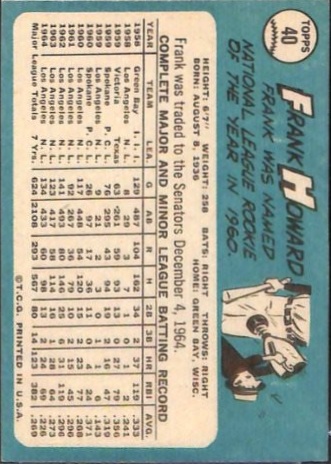 TOPPS
40
FRANK HOWARD
FRANK WAS NAMED
NATIONAL LEAGUE ROOKIE
OF THE YEAR IN 1960.
HEIGHT: 6'7" WEIGHT: 258 BATS: RIGHT THROWS: RIGHT
BORN: AUGUST 8, 1936 HOME: GREEN BAY, WISC.
Frank was traded to the Senators December 4, 1964.
COMPLETE MAJOR AND MINOR LEAGUE BATTING RECORD
YEAR TEAM LEA. G AB R H 2B 3B HR RBI AVG.
1958 Green Bay I. I. I. 129 487 104 162 34 2 37 119 .333
1958 Los Angeles N. L. 8 29 3 7 1 0 1 2 .241
1959 Victoria Texas 63 261 59 93 12 1 27 79 .356
1959 Spokane P. C. L. 76 295 43 94 3 16 45 .319
1959 Los Angeles N. L. 9 21 2 3 0 1 1 6 .143
1960 Spokane P. C. L. 26 97 17 36 11 0 4 24 .371
1960 Los Angeles N. L. 117 448 54 120 15 2 23 77 .268
1961 Los Angeles N. L. 92 267 36 79 10 2 15 45 .296
1962 Los Angeles N. L. 141 493 80 146 25 6 31 119 .296
1963 Los Angeles N. L. 123 417 58 114 16 1 28 64 .273
1964 Los Angeles N. L. 134 433 60 98 13 2 24 69 .226
Major League Totals 7 Yrs. 624 2108 293 567 80 14 123 382 .269
© T.C.G. PRINTED IN U.S.A.